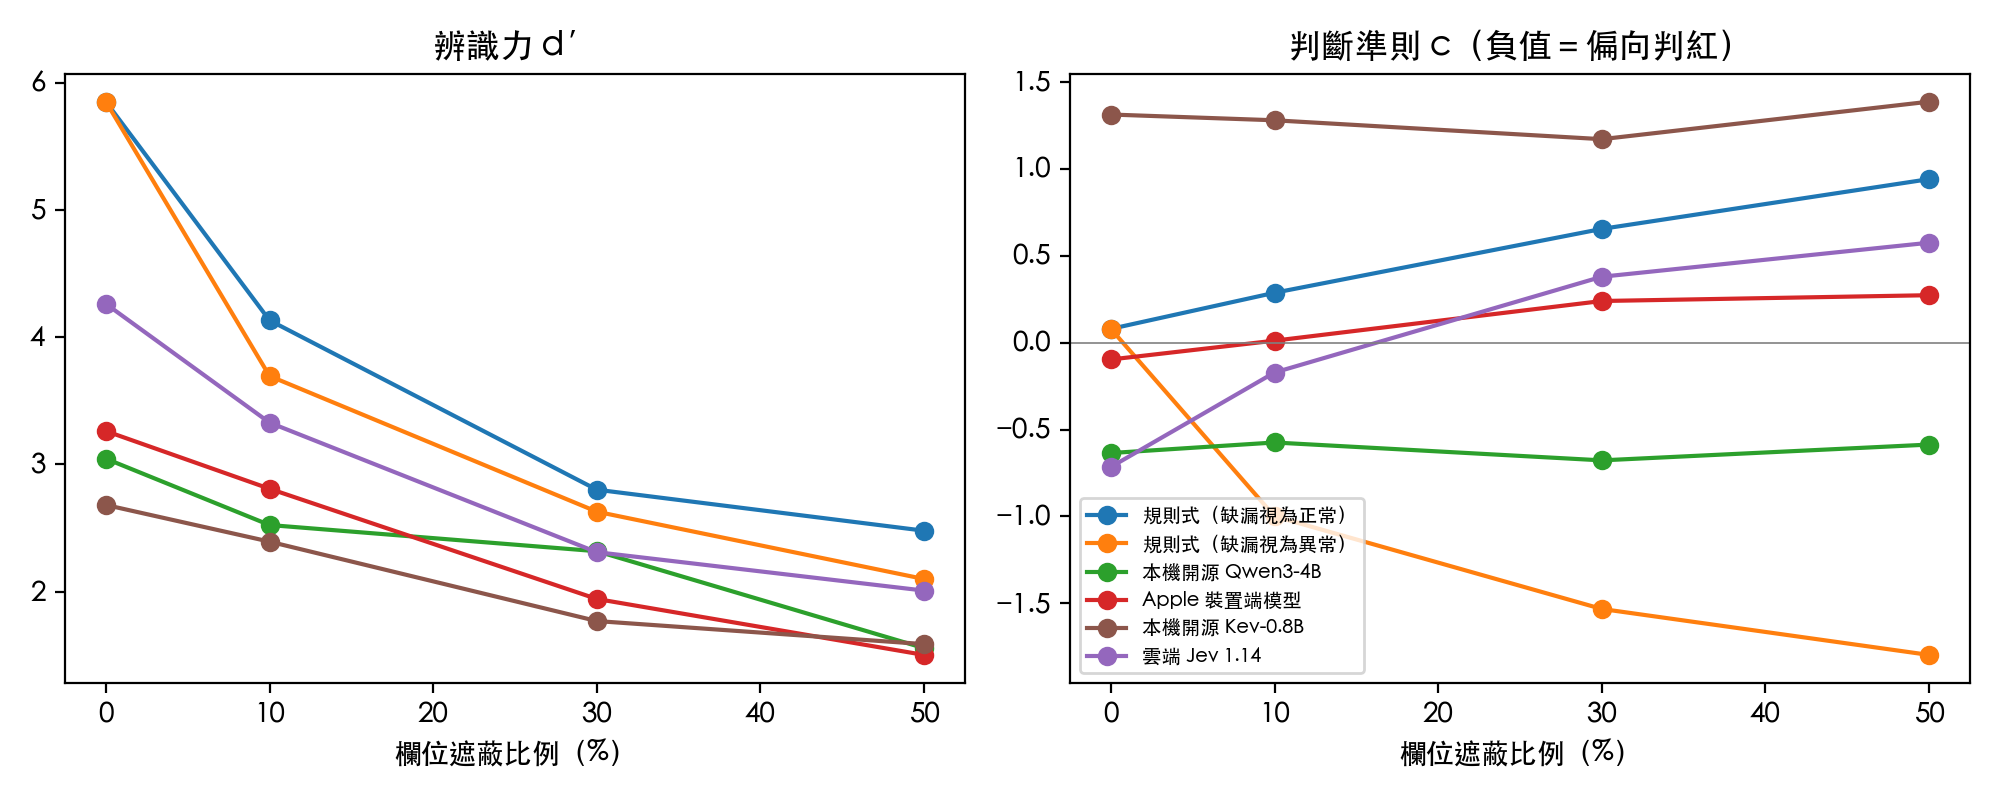 辨識力 d′
6
5
4
3
2
0 10 20 30 40 50
欄位遮蔽比例（%）
判斷準則 c（負值＝偏向判紅）
1.5
1.0
0.5
0.0
−0.5
−1.0
−1.5
規則式（缺漏視為正常）
規則式（缺漏視為異常）
本機開源 Qwen3-4B
Apple 裝置端模型
本機開源 Kev-0.8B
雲端 Jev 1.14
0 10 20 30 40 50
欄位遮蔽比例（%）